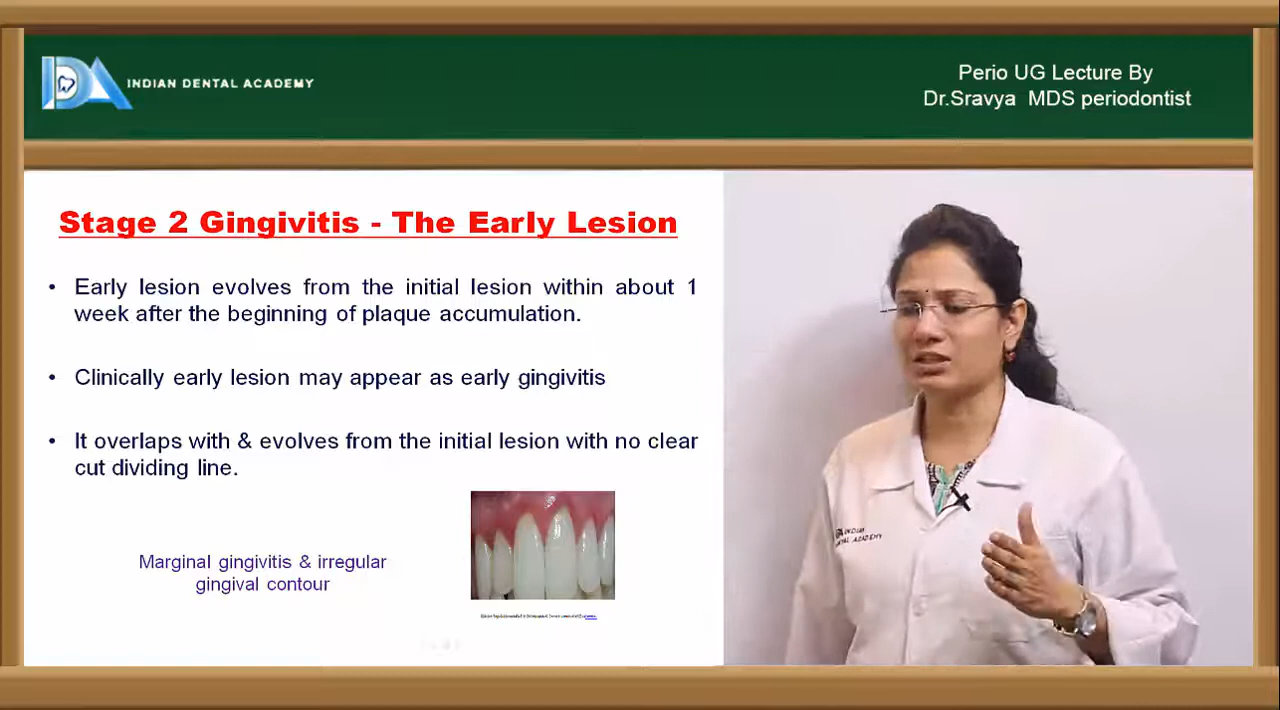 INDIAN DENTAL ACADEMY
Perio UG Lecture By
Dr.Sravya MDS periodontist
Stage 2 Gingivitis - The Early Lesion
• Early lesion evolves from the initial lesion within about 1
week after the beginning of plaque accumulation.
• Clinically early lesion may appear as early gingivitis
• It overlaps with & evolves from the initial lesion with no clear
cut dividing line.
Marginal gingivitis & irregular
gingival contour
INDIAN
DENTAL ACADEMY